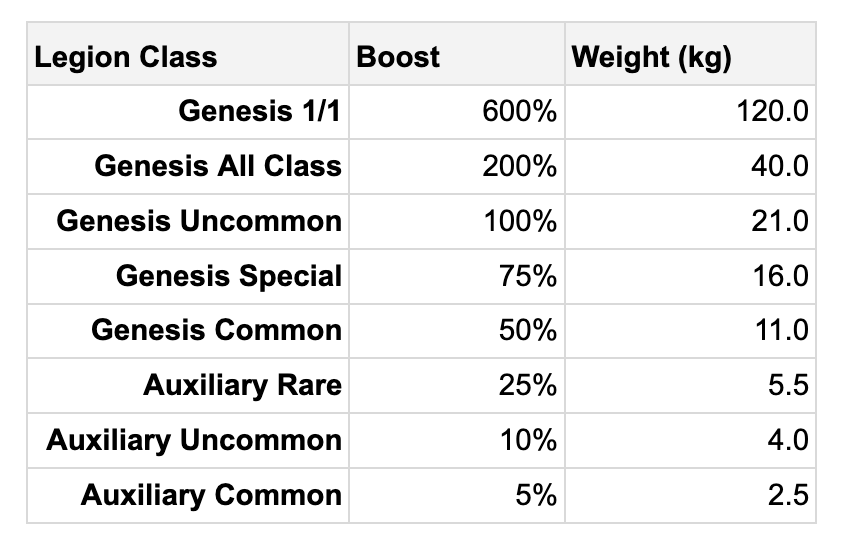 Legion Class Boost Weight (kg)
Genesis 1/1 600% 120.0
Genesis All Class 200% 40.0
Genesis Uncommon 100% 21.0
Genesis Special 75% 16.0
Genesis Common 50% 11.0
Auxiliary Rare 25% 5.5
Auxiliary Uncommon 10% 4.0
Auxiliary Common 5% 2.5